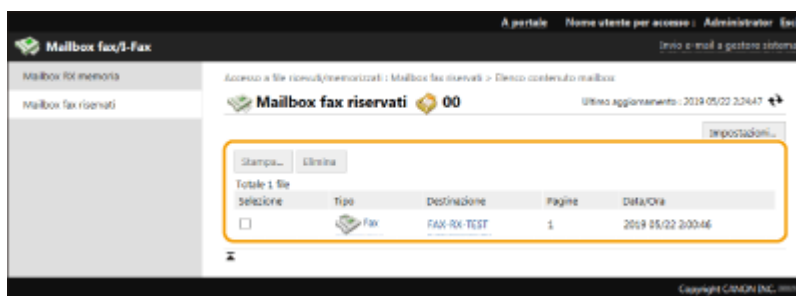 A portale Nome utente per accesso : Administrator Esci
Mailbox fax/I-Fax
Invio e-mail a gestore sistema
Mailbox RX memoria
Accesso a file ricevuti/memorizzati : Mailbox fax riservati > Elenco contenuto mailbox
Mailbox fax riservati
Mailbox fax riservati 00
Ultimo aggiornamento : 2019 05/22 2:24:47
Impostazioni...
Stampa... Elimina
Totale 1 file
Selezione Tipo Destinazione Pagine Data/Ora
Fax FAX-RX-TEST 1 2019 05/22 2:00:46
Copyright CANON INC.